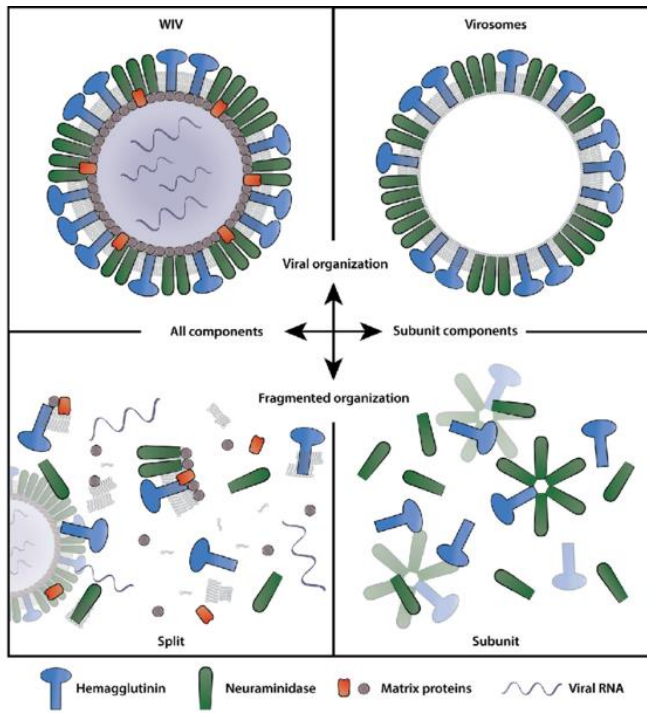 WIV
Virosomes
Viral organization
All components
Subunit components
Fragmented organization
Split
Subunit
Hemagglutinin
Neuraminidase
Matrix proteins
Viral RNA